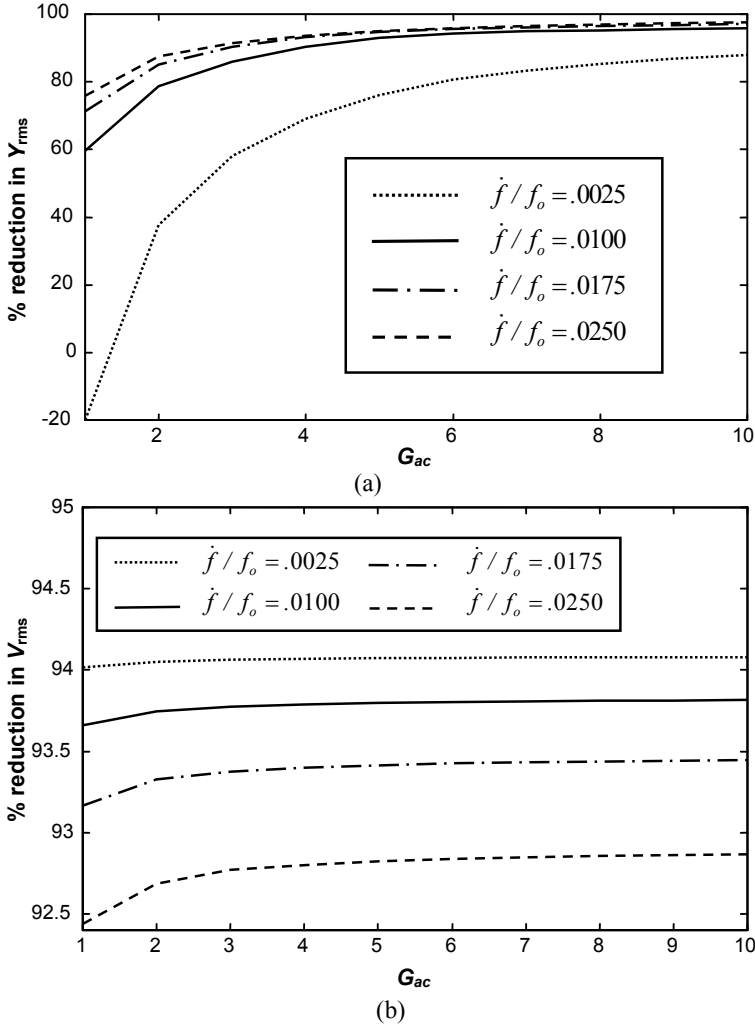 100
80
60
40
20
0
-20
% reduction in Yrms
ḟ / fo = .0025
ḟ / fo = .0100
ḟ / fo = .0175
ḟ / fo = .0250
2 4 6 8 10
Gac
(a)
95
94.5
94
93.5
93
92.5
% reduction in Vrms
ḟ / fo = .0025 ḟ / fo = .0175
ḟ / fo = .0100 ḟ / fo = .0250
1 2 3 4 5 6 7 8 9 10
Gac
(b)